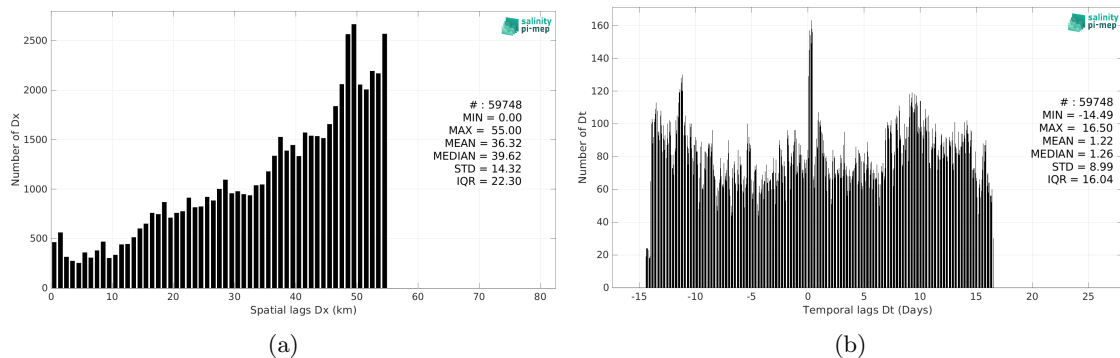 salinity
pi-mep
Number of Dx
2500
2000
1500
1000
500
0
# : 59748
MIN = 0.00
MAX = 55.00
MEAN = 36.32
MEDIAN = 39.62
STD = 14.32
IQR = 22.30
0 10 20 30 40 50 60 70 80
Spatial lags Dx (km)
(a)
salinity
pi-mep
Number of Dt
160
140
120
100
80
60
40
20
0
# : 59748
MIN = -14.49
MAX = 16.50
MEAN = 1.22
MEDIAN = 1.26
STD = 8.99
IQR = 16.04
-15 -10 -5 0 5 10 15 20 25
Temporal lags Dt (Days)
(b)